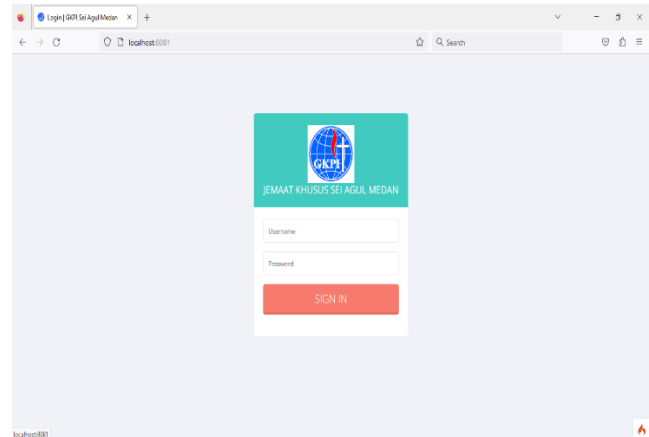 Login | GKPI Sei Agul Medan
localhost:8081
Search
GKPI
JEMAAT KHUSUS SEI AGUL MEDAN
Username
Password
SIGN IN
localhost:8081